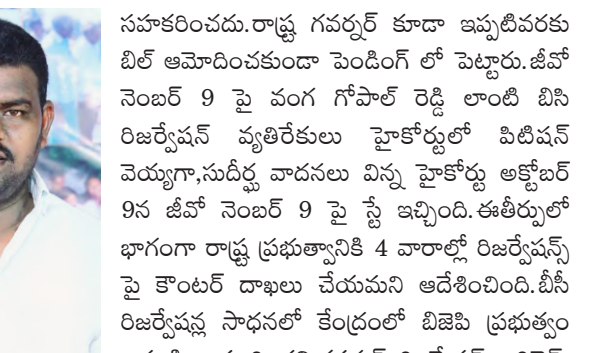 సహకరించదు.రాష్ట్ర గవర్నర్ కూడా ఇప్పటివరకు
బిల్ ఆమోదించకుండా పెండింగ్ లో పెట్టారు.జీవో
నెంబర్ 9 పై వంగ గోపాల్ రెడ్డి లాంటి బిసి
రిజర్వేషన్ వ్యతిరేకులు హైకోర్టులో పిటిషన్
వెయ్యగా,సుదీర్ఘ వాదనలు విన్న హైకోర్టు అక్టోబర్
9న జీవో నెంబర్ 9 పై స్టే ఇచ్చింది.ఈతీర్పులో
భాగంగా రాష్ట్ర ప్రభుత్వానికి 4 వారాల్లో రిజర్వేషన్స్
పై కౌంటర్ దాఖలు చేయమని ఆదేశించింది.బీసీ
రిజర్వేషన్ల సాధనలో కేంద్రంలో బిజెపి ప్రభుత్వం